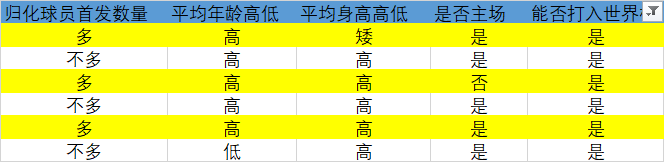 归化球员首发数量 平均年龄高低 平均身高高低 是否主场 能否打入世界
多 高 矮 是 是
不多 高 高 是 是
多 高 高 否 是
不多 高 高 是 是
多 高 高 是 是
不多 低 高 是 是